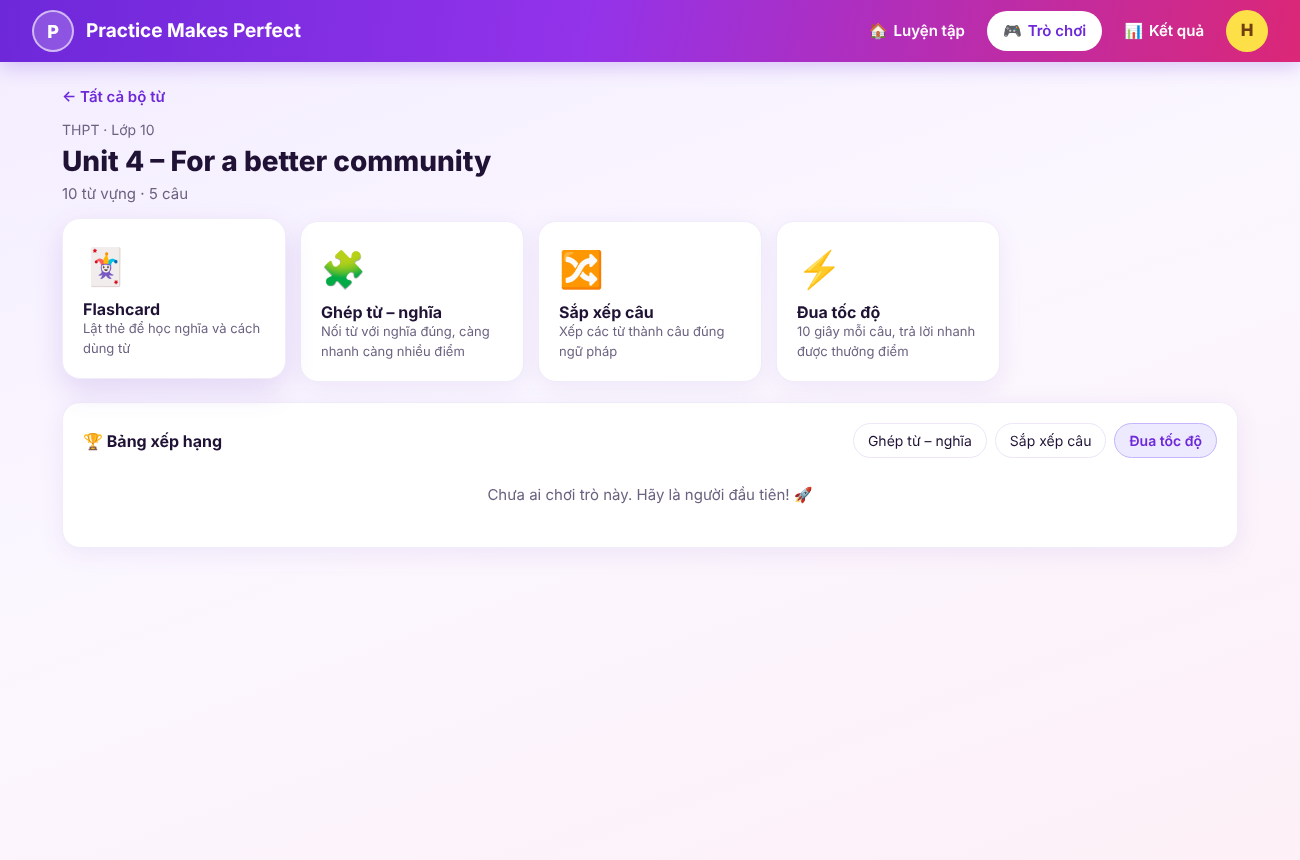 P Practice Makes Perfect
🏠 Luyện tập
🎮 Trò chơi
📊 Kết quả
H
← Tất cả bộ từ
THPT · Lớp 10
Unit 4 – For a better community
10 từ vựng · 5 câu
Flashcard
Lật thẻ để học nghĩa và cách
dùng từ
Ghép từ – nghĩa
Nối từ với nghĩa đúng, càng
nhanh càng nhiều điểm
Sắp xếp câu
Xếp các từ thành câu đúng
ngữ pháp
Đua tốc độ
10 giây mỗi câu, trả lời nhanh
được thưởng điểm
🏆 Bảng xếp hạng
Ghép từ – nghĩa
Sắp xếp câu
Đua tốc độ
Chưa ai chơi trò này. Hãy là người đầu tiên! 🚀